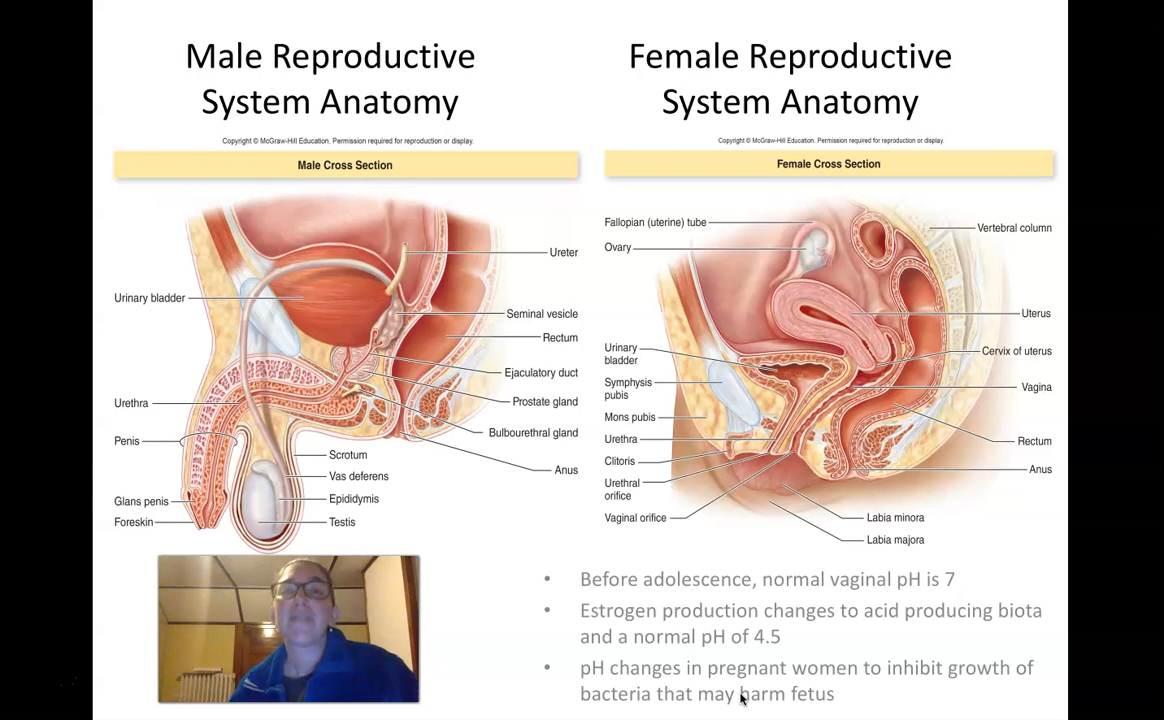 Male Reproductive
System Anatomy
Copyright © McGraw-Hill Education. Permission required for reproduction or display.
Male Cross Section
Ureter
Urinary bladder
Seminal vesicle
Rectum
Ejaculatory duct
Prostate gland
Urethra
Bulbourethral gland
Penis
Scrotum
Anus
Vas deferens
Glans penis
Epididymis
Foreskin
Testis
Female Reproductive
System Anatomy
Copyright © McGraw-Hill Education. Permission required for reproduction or display.
Female Cross Section
Fallopian (uterine) tube
Vertebral column
Ovary
Uterus
Urinary
bladder
Cervix of uterus
Symphysis
pubis
Vagina
Mons pubis
Urethra
Rectum
Clitoris
Anus
Urethral
orifice
Vaginal orifice
Labia minora
Labia majora
• Before adolescence, normal vaginal pH is 7
• Estrogen production changes to acid producing biota
and a normal pH of 4.5
• pH changes in pregnant women to inhibit growth of
bacteria that may harm fetus